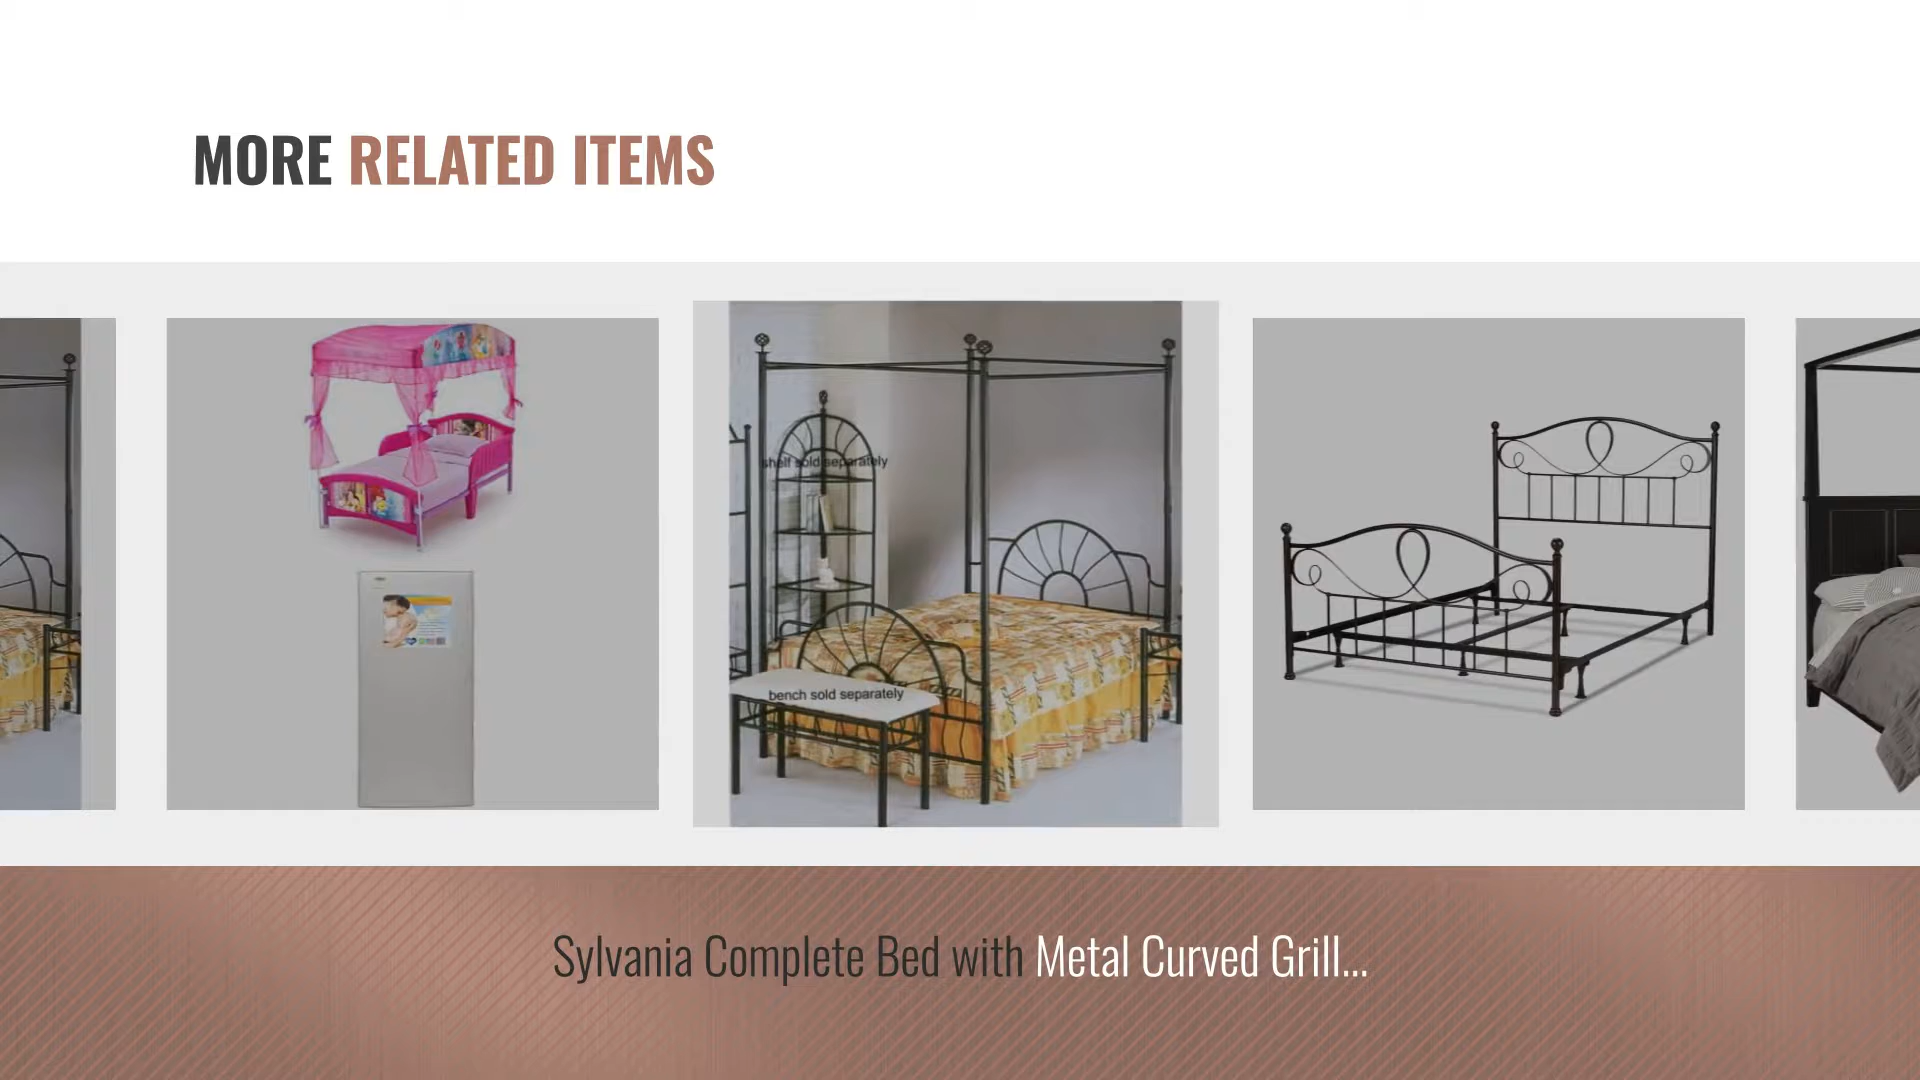 MORE RELATED ITEMS
shelf sold separately
bench sold separately
Sylvania Complete Bed with Metal Curved Grill...